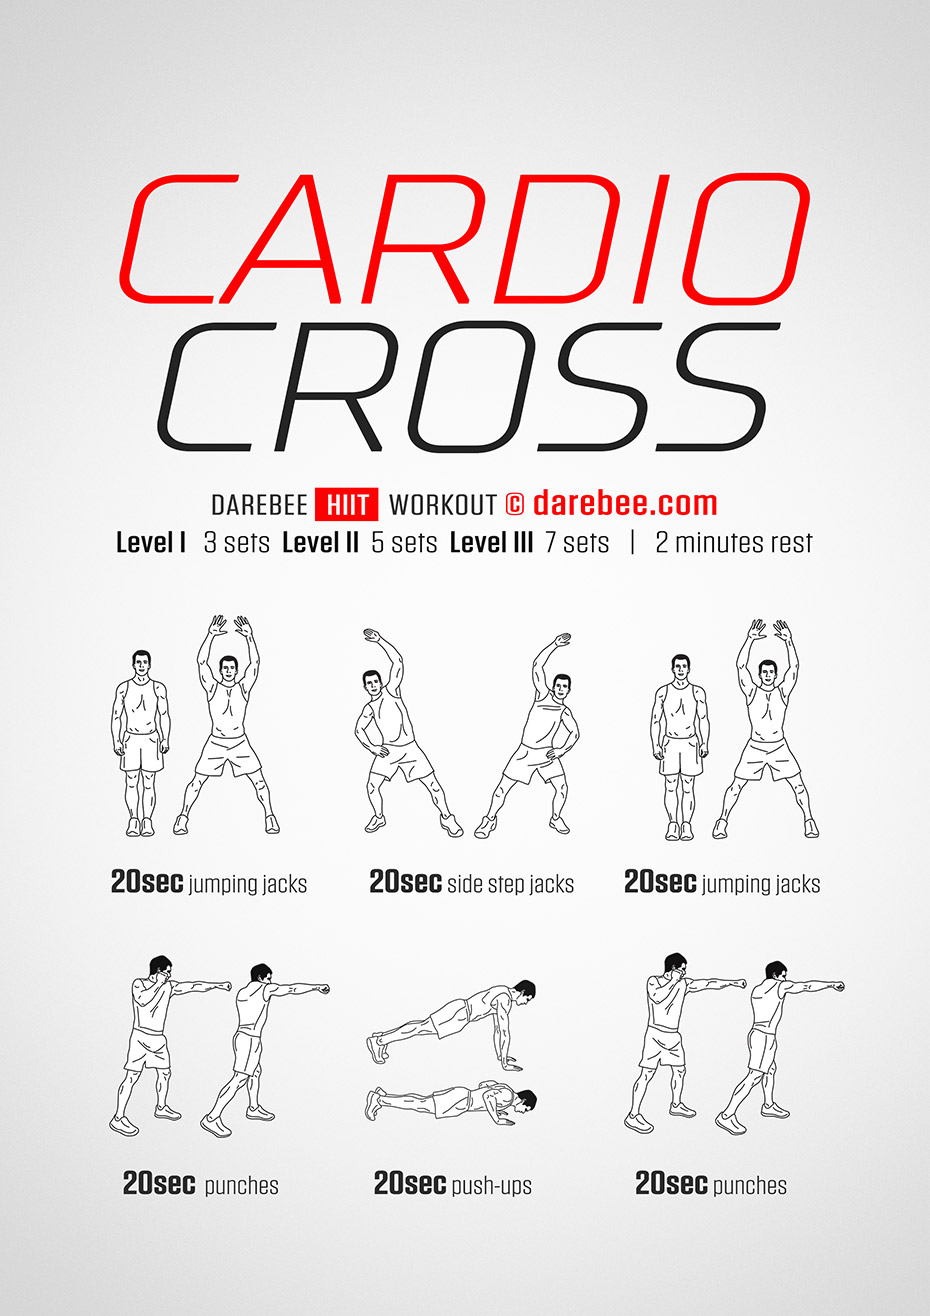 CARDIO
CROSS
DAREBEE HIIT WORKOUT © darebee.com
Level I 3 sets Level II 5 sets Level III 7 sets | 2 minutes rest
20sec jumping jacks 20sec side step jacks 20sec jumping jacks
20sec punches 20sec push-ups 20sec punches